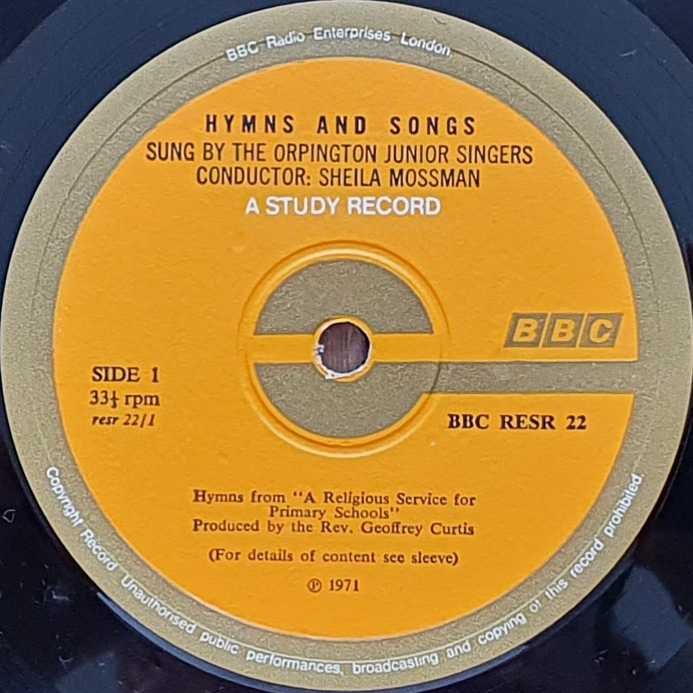 BBC Radio Enterprises London.
HYMNS AND SONGS
SUNG BY THE ORPINGTON JUNIOR SINGERS
CONDUCTOR: SHEILA MOSSMAN
A STUDY RECORD
BBC
SIDE 1
33⅓ rpm
resr 22/1
BBC RESR 22
Hymns from "A Religious Service for
Primary Schools"
Produced by the Rev. Geoffrey Curtis
(For details of content see sleeve)
℗ 1971
Copyright Record Unauthorised public performances, broadcasting and copying of this record prohibited.